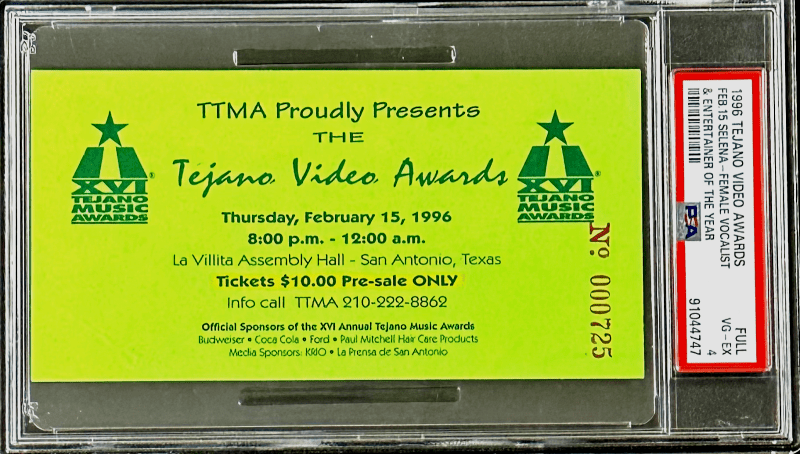 TTMA Proudly Presents
THE
Tejano Video Awards
XVI
TEJANO
MUSIC
AWARDS
®
XVI
TEJANO
MUSIC
AWARDS
®
Thursday, February 15, 1996
8:00 p.m. - 12:00 a.m.
La Villita Assembly Hall - San Antonio, Texas
Tickets $10.00 Pre-sale ONLY
Info call TTMA 210-222-8862
Official Sponsors of the XVI Annual Tejano Music Awards
Budweiser • Coca Cola • Ford • Paul Mitchell Hair Care Products
Media Sponsors: KRIO • La Prensa de San Antonio
Nº 000725
1996 TEJANO VIDEO AWARDS FULL
FEB.15 SELENA-FEMALE VOCALIST VG-EX
& ENTERTAINER OF THE YEAR 4
PSA
91044747